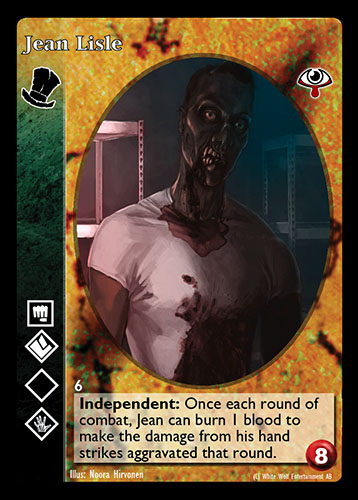 Jean Lisle
6
Independent: Once each round of
combat, Jean can burn 1 blood to
make the damage from his hand
strikes aggravated that round.
8
Illus: Noora Hirvonen (C) White Wolf Entertainment AB